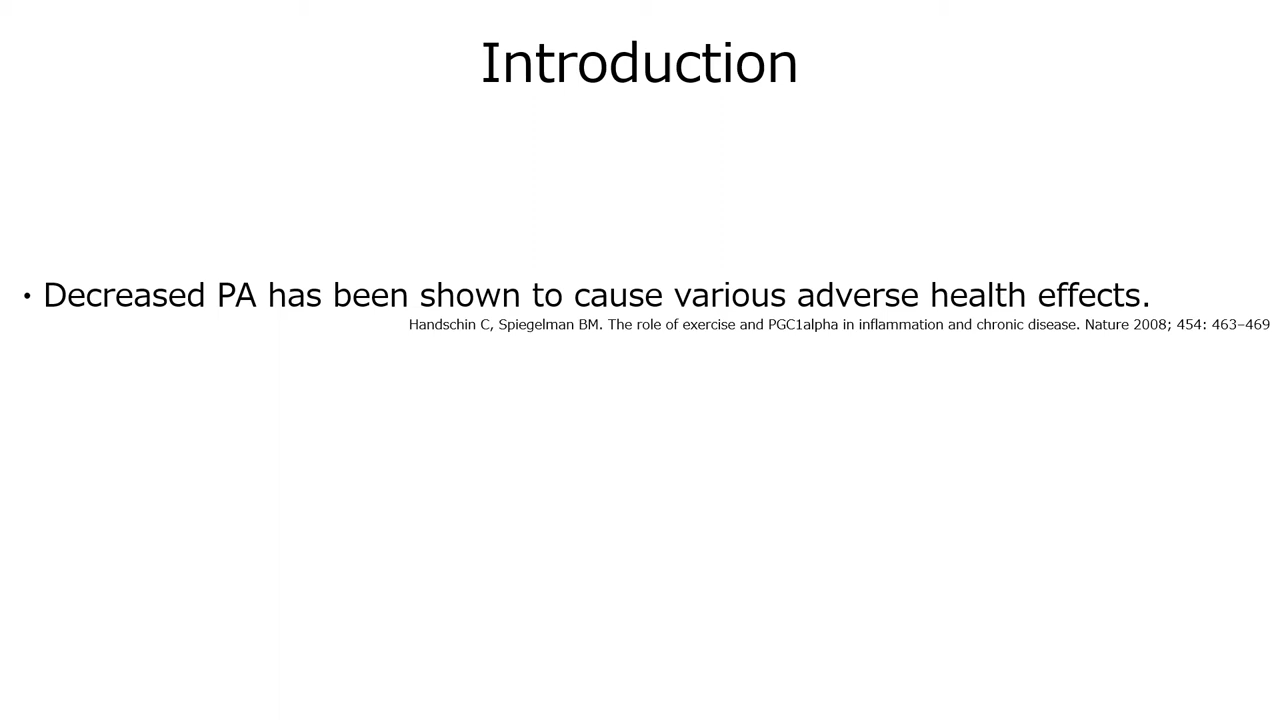 Introduction
・Decreased PA has been shown to cause various adverse health effects.
Handschin C, Spiegelman BM. The role of exercise and PGC1alpha in inflammation and chronic disease. Nature 2008; 454: 463–469